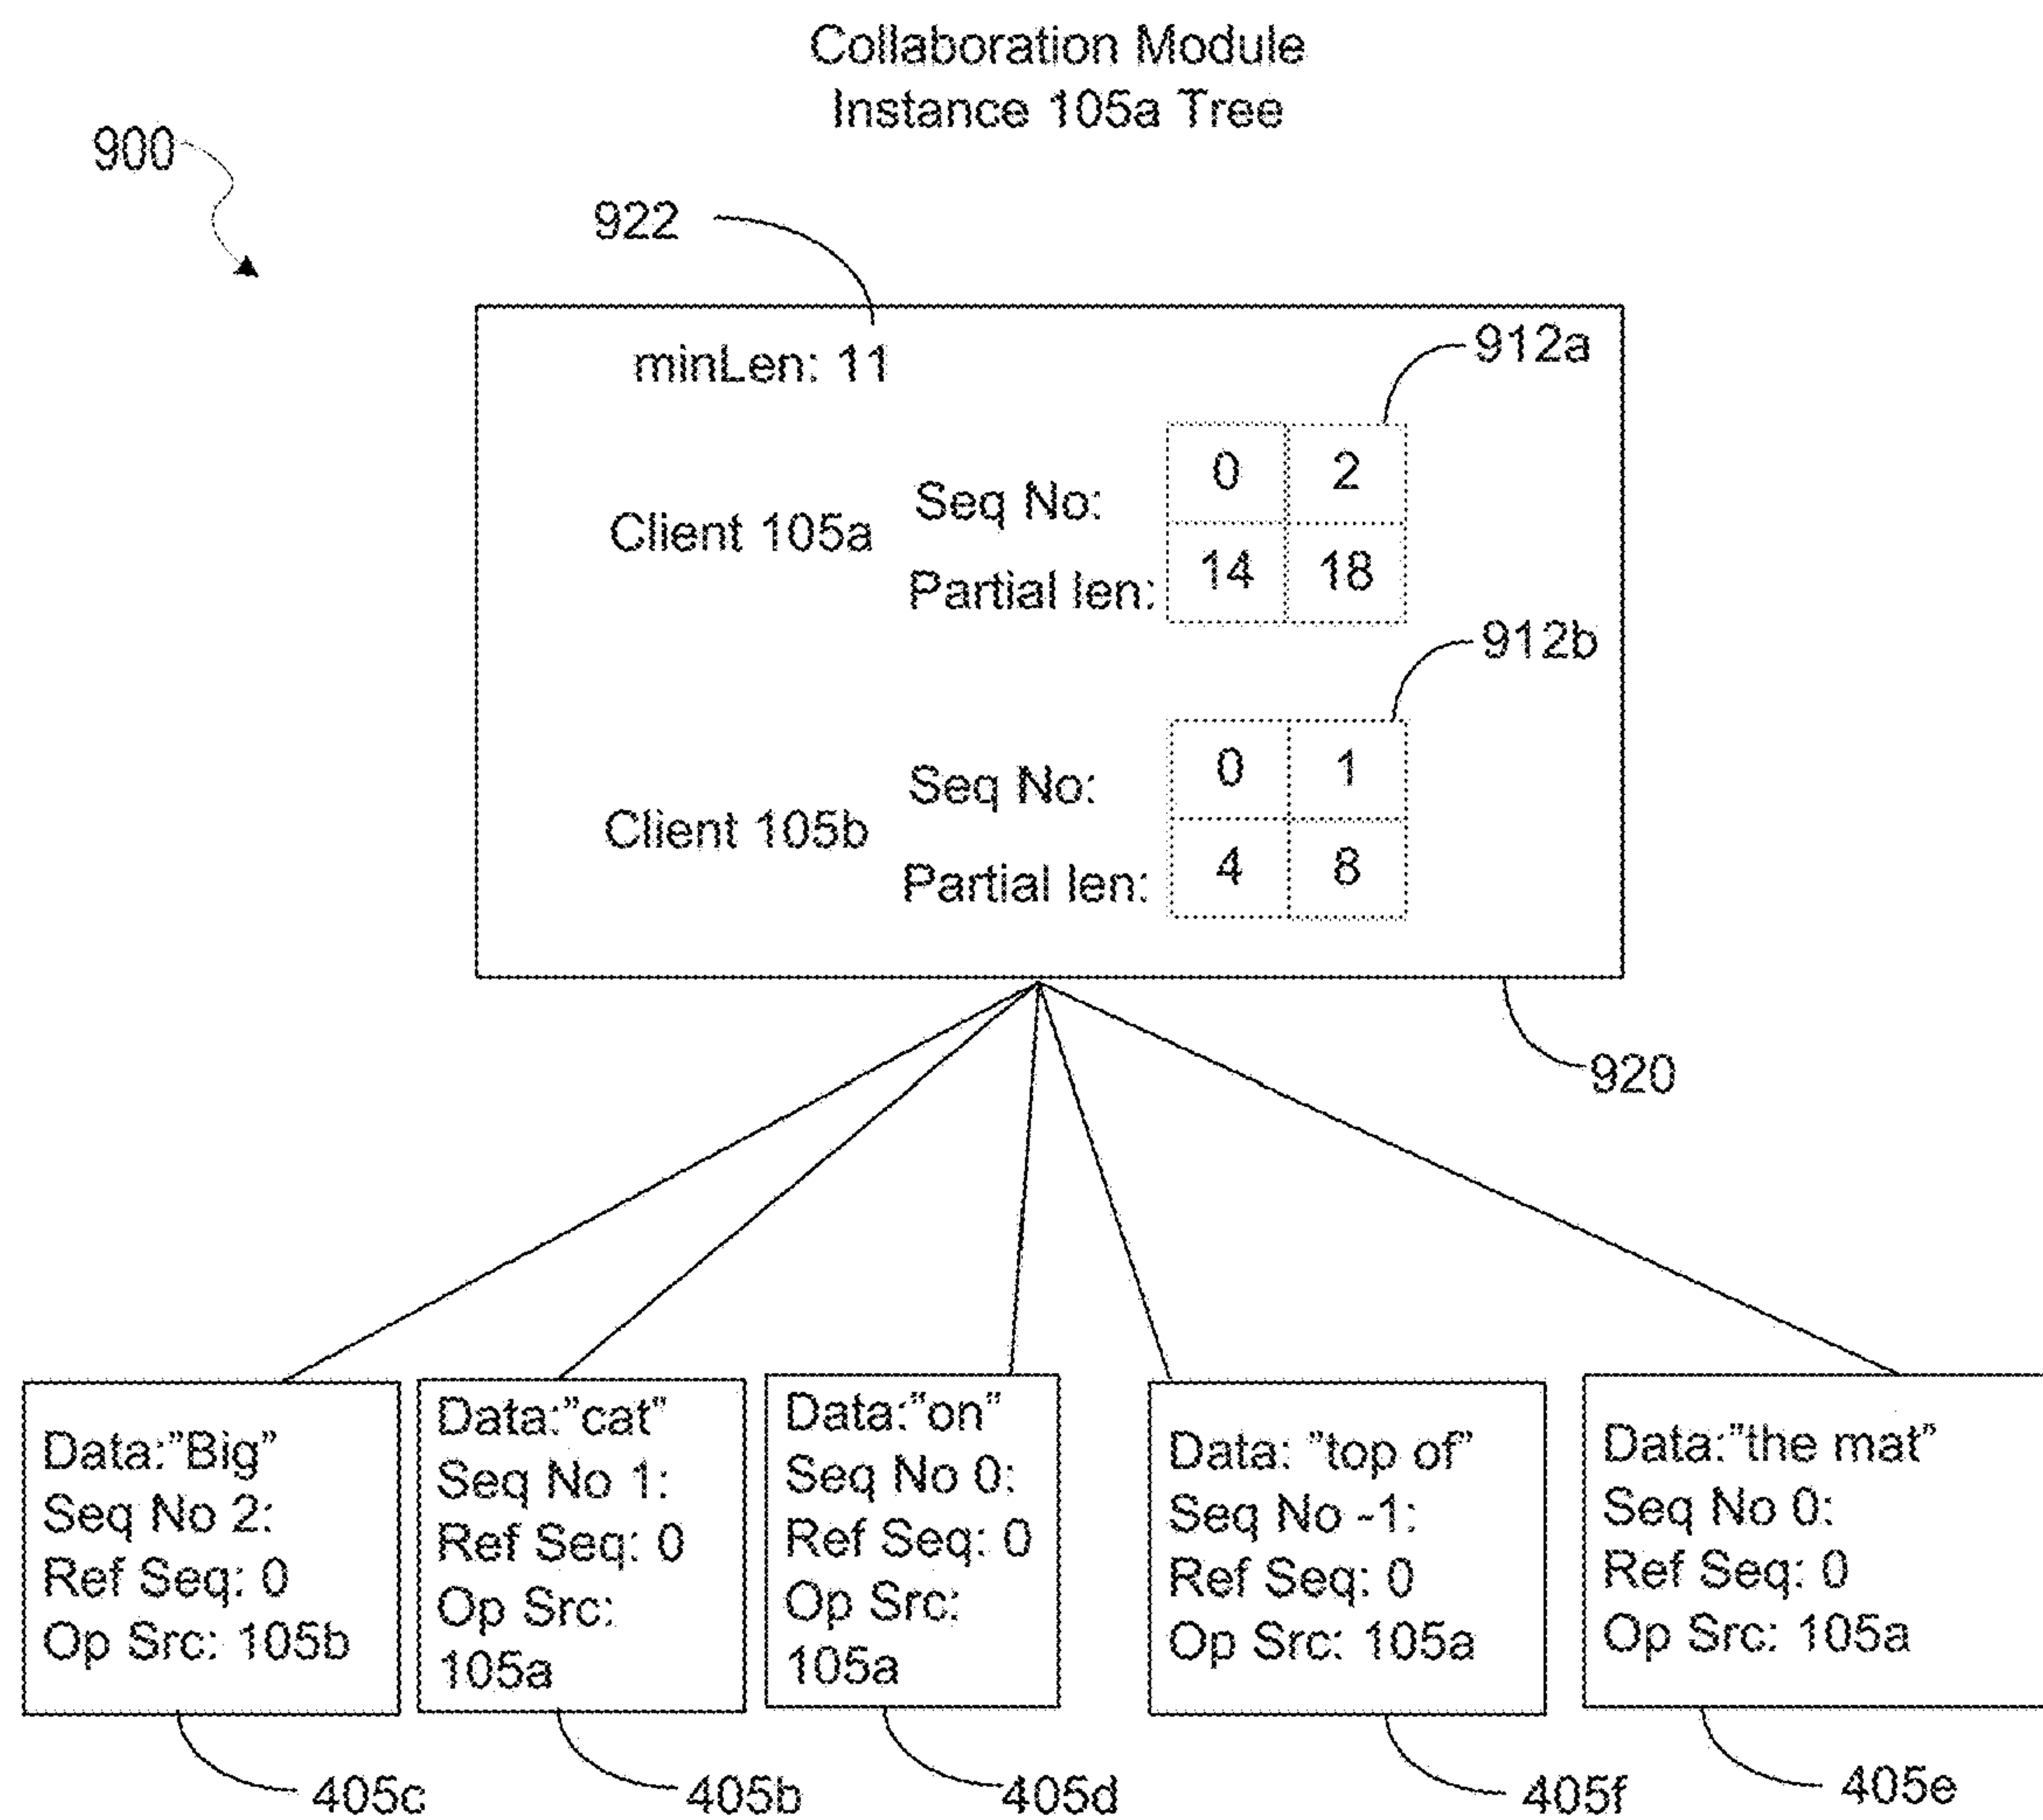 Collaboration Module
Instance 105a Tree
900
922
minLen: 11
912a
Client 105a
Seq No:
0 2
Partial len:
14 18
912b
Client 105b
Seq No:
0 1
Partial len:
4 8
920
Data:"Big"
Seq No 2:
Ref Seq: 0
Op Src: 105b
Data:"cat"
Seq No 1:
Ref Seq: 0
Op Src:
105a
Data:"on"
Seq No 0:
Ref Seq: 0
Op Src:
105a
Data: "top of"
Seq No -1:
Ref Seq: 0
Op Src: 105a
Data:"the mat"
Seq No 0:
Ref Seq: 0
Op Src: 105a
405c
405b
405d
405f
405e